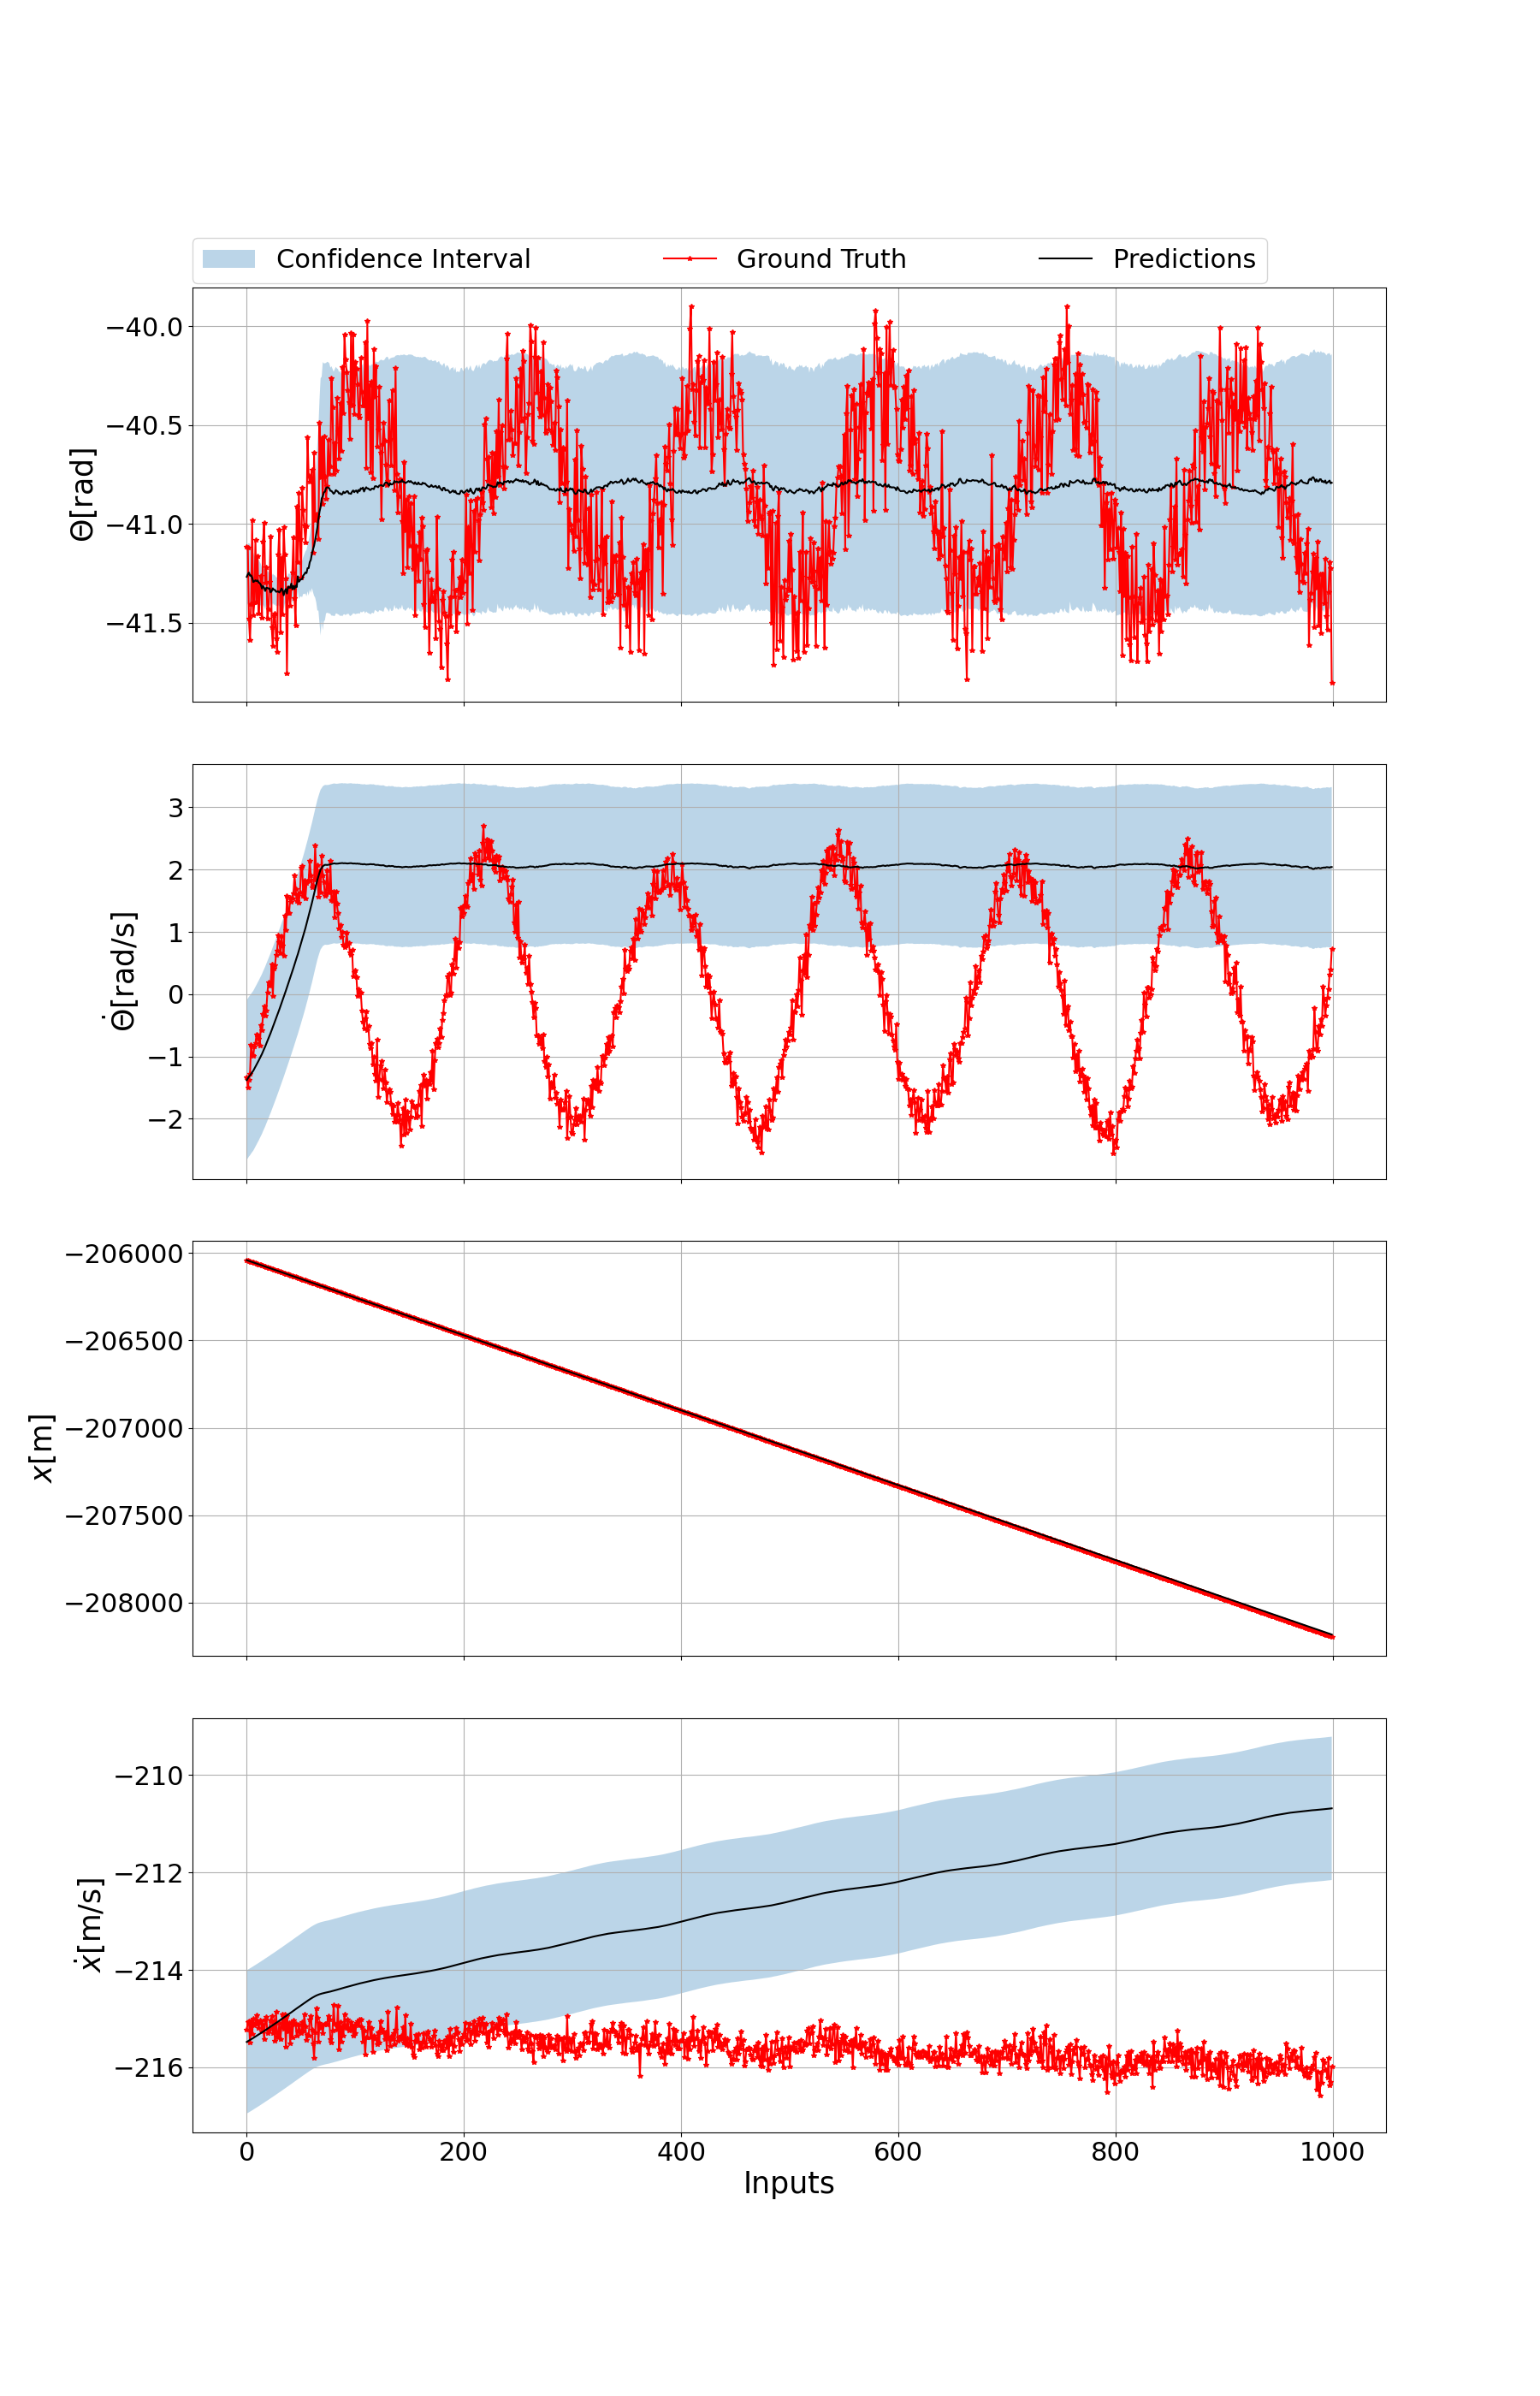 Confidence Interval Ground Truth Predictions
−40.0
−40.5
−41.0
−41.5
Θ[rad]
3
2
1
0
−1
−2
Θ̇[rad/s]
−206000
−206500
−207000
−207500
−208000
x[m]
−210
−212
−214
−216
ẋ[m/s]
0 200 400 600 800 1000
Inputs